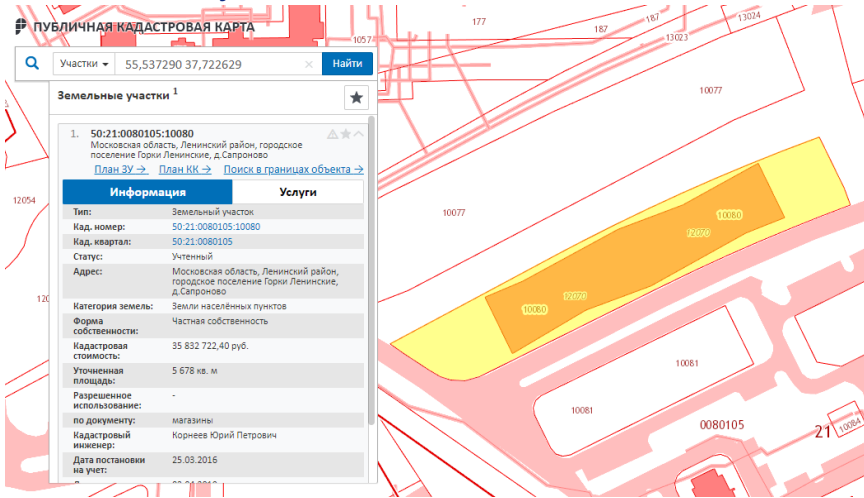 ПУБЛИЧНАЯ КАДАСТРОВАЯ КАРТА
Участки 55,537290 37,722629 × Найти
Земельные участки 1
1. 50:21:0080105:10080
Московская область, Ленинский район, городское
поселение Горки Ленинские, д.Сапроново
План ЗУ → План КК → Поиск в границах объекта →
Информация Услуги
Тип: Земельный участок
Кад. номер: 50:21:0080105:10080
Кад. квартал: 50:21:0080105
Статус: Учтенный
Адрес: Московская область, Ленинский район,
городское поселение Горки Ленинские,
д.Сапроново
Категория земель: Земли населённых пунктов
Форма
собственности: Частная собственность
Кадастровая
стоимость: 35 832 722,40 руб.
Уточненная
площадь: 5 678 кв. м
Разрешенное
использование: -
по документу: магазины
Кадастровый
инженер: Корнеев Юрий Петрович
Дата постановки
на учет: 25.03.2016
1057
177
187
187
13024
13023
10077
10077
12054
120
10080
12070
12070
10080
10081
10081
0080105
21
10084